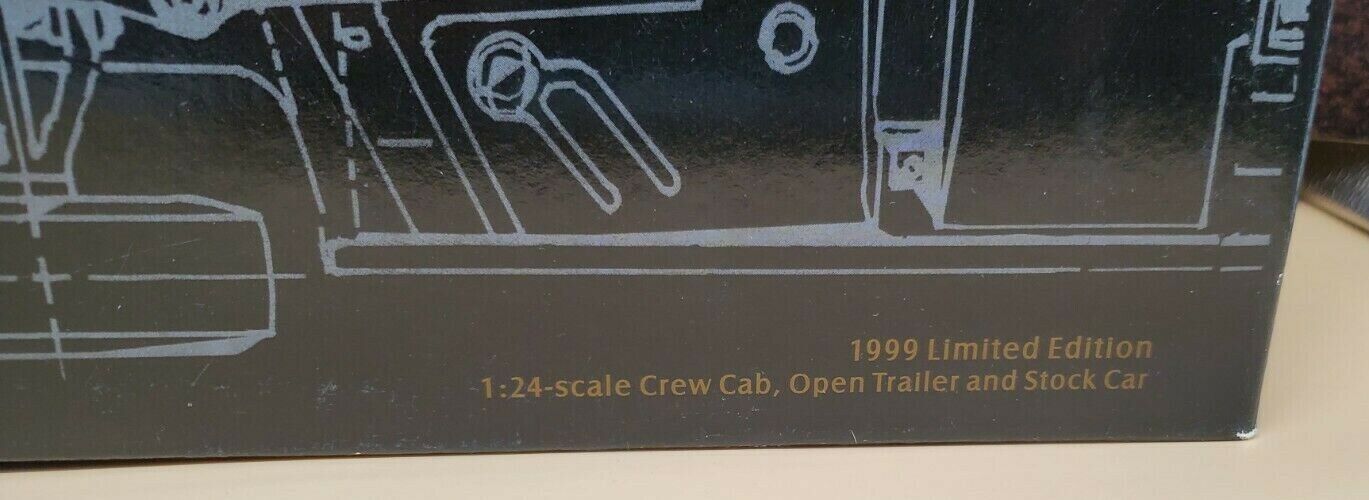 1999 Limited Edition
1:24-scale Crew Cab, Open Trailer and Stock Car